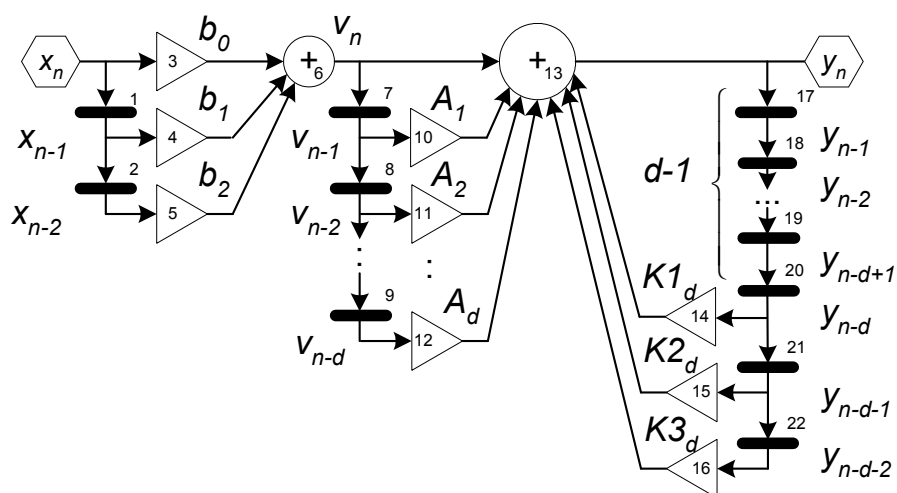 x_n
3
b_0
+
6
v_n
+
13
y_n
1
4
b_1
7
10
A_1
17
x_{n-1}
v_{n-1}
y_{n-1}
2
5
b_2
8
11
A_2
d-1
18
x_{n-2}
v_{n-2}
y_{n-2}
...
19
:
:
y_{n-d+1}
9
12
A_d
K1_d
14
20
v_{n-d}
y_{n-d}
K2_d
15
21
y_{n-d-1}
K3_d
16
22
y_{n-d-2}